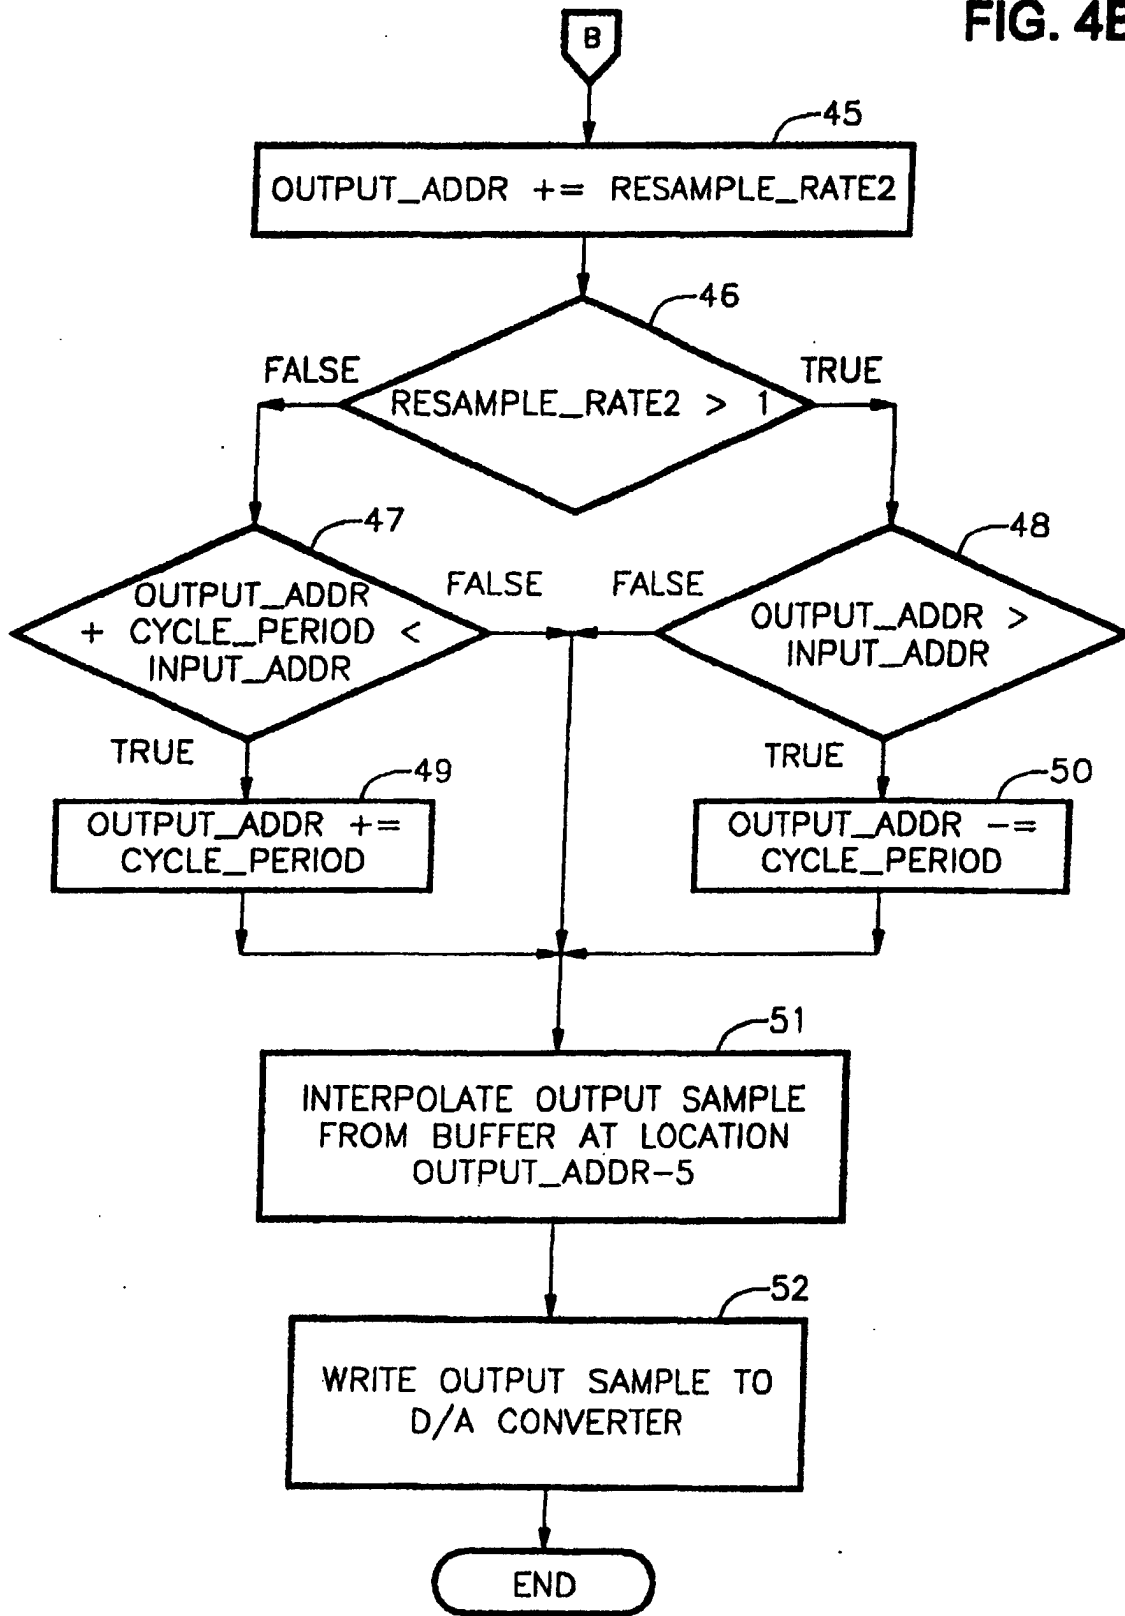 FIG. 4B
B
45
OUTPUT_ADDR += RESAMPLE_RATE2
46
FALSE
TRUE
RESAMPLE_RATE2 > 1
47
48
OUTPUT_ADDR
+ CYCLE_PERIOD <
INPUT_ADDR
FALSE
FALSE
OUTPUT_ADDR >
INPUT_ADDR
TRUE
TRUE
49
50
OUTPUT_ADDR +=
CYCLE_PERIOD
OUTPUT_ADDR -=
CYCLE_PERIOD
51
INTERPOLATE OUTPUT SAMPLE
FROM BUFFER AT LOCATION
OUTPUT_ADDR-5
52
WRITE OUTPUT SAMPLE TO
D/A CONVERTER
END